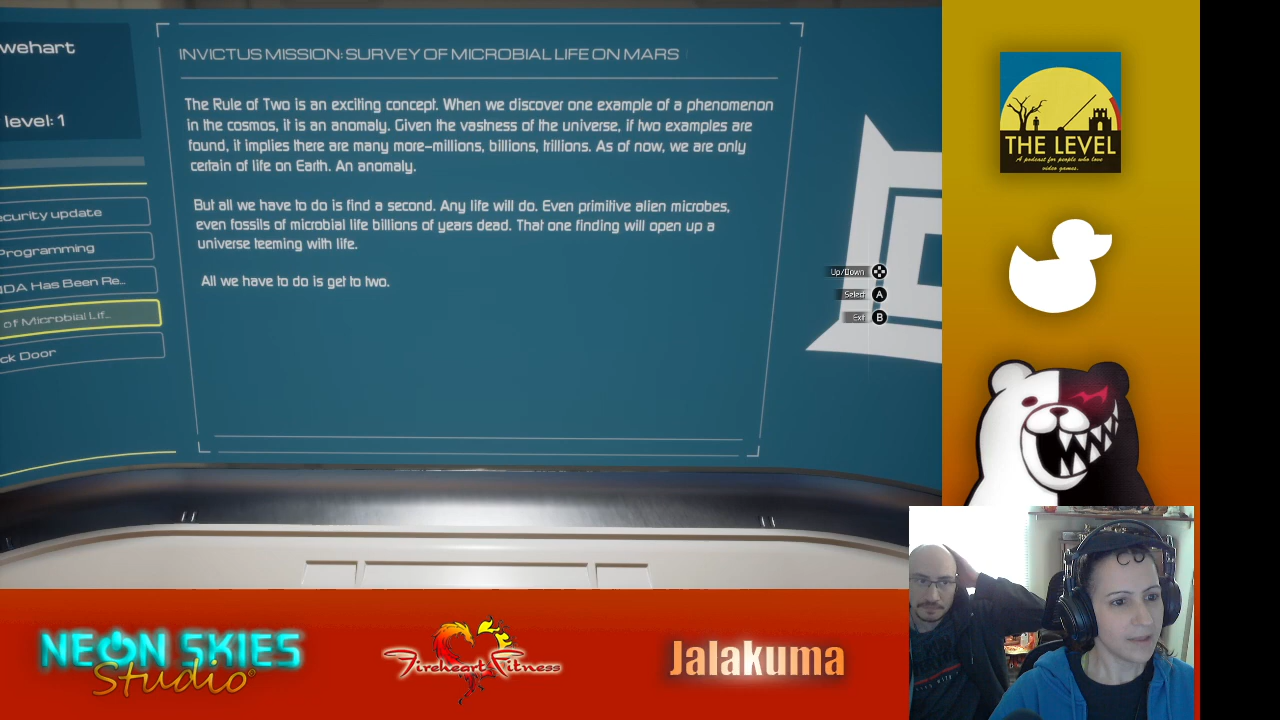 wehart
level: 1
ecurity update
Programming
IDA Has Been Re...
of Microbial Lif...
ck Door
INVICTUS MISSION: SURVEY OF MICROBIAL LIFE ON MARS
The Rule of Two is an exciting concept. When we discover one example of a phenomenon
in the cosmos, it is an anomaly. Given the vastness of the universe, if two examples are
found, it implies there are many more-millions, billions, trillions. As of now, we are only
certain of life on Earth. An anomaly.
But all we have to do is find a second. Any life will do. Even primitive alien microbes,
even fossils of microbial life billions of years dead. That one finding will open up a
universe teeming with life.
All we have to do is get to two.
Up/Down
Select A
Exit B
THE LEVEL
A podcast for people who love
video games.
NEON SKIES
Studio
Fireheart Fitness
Jalakuma